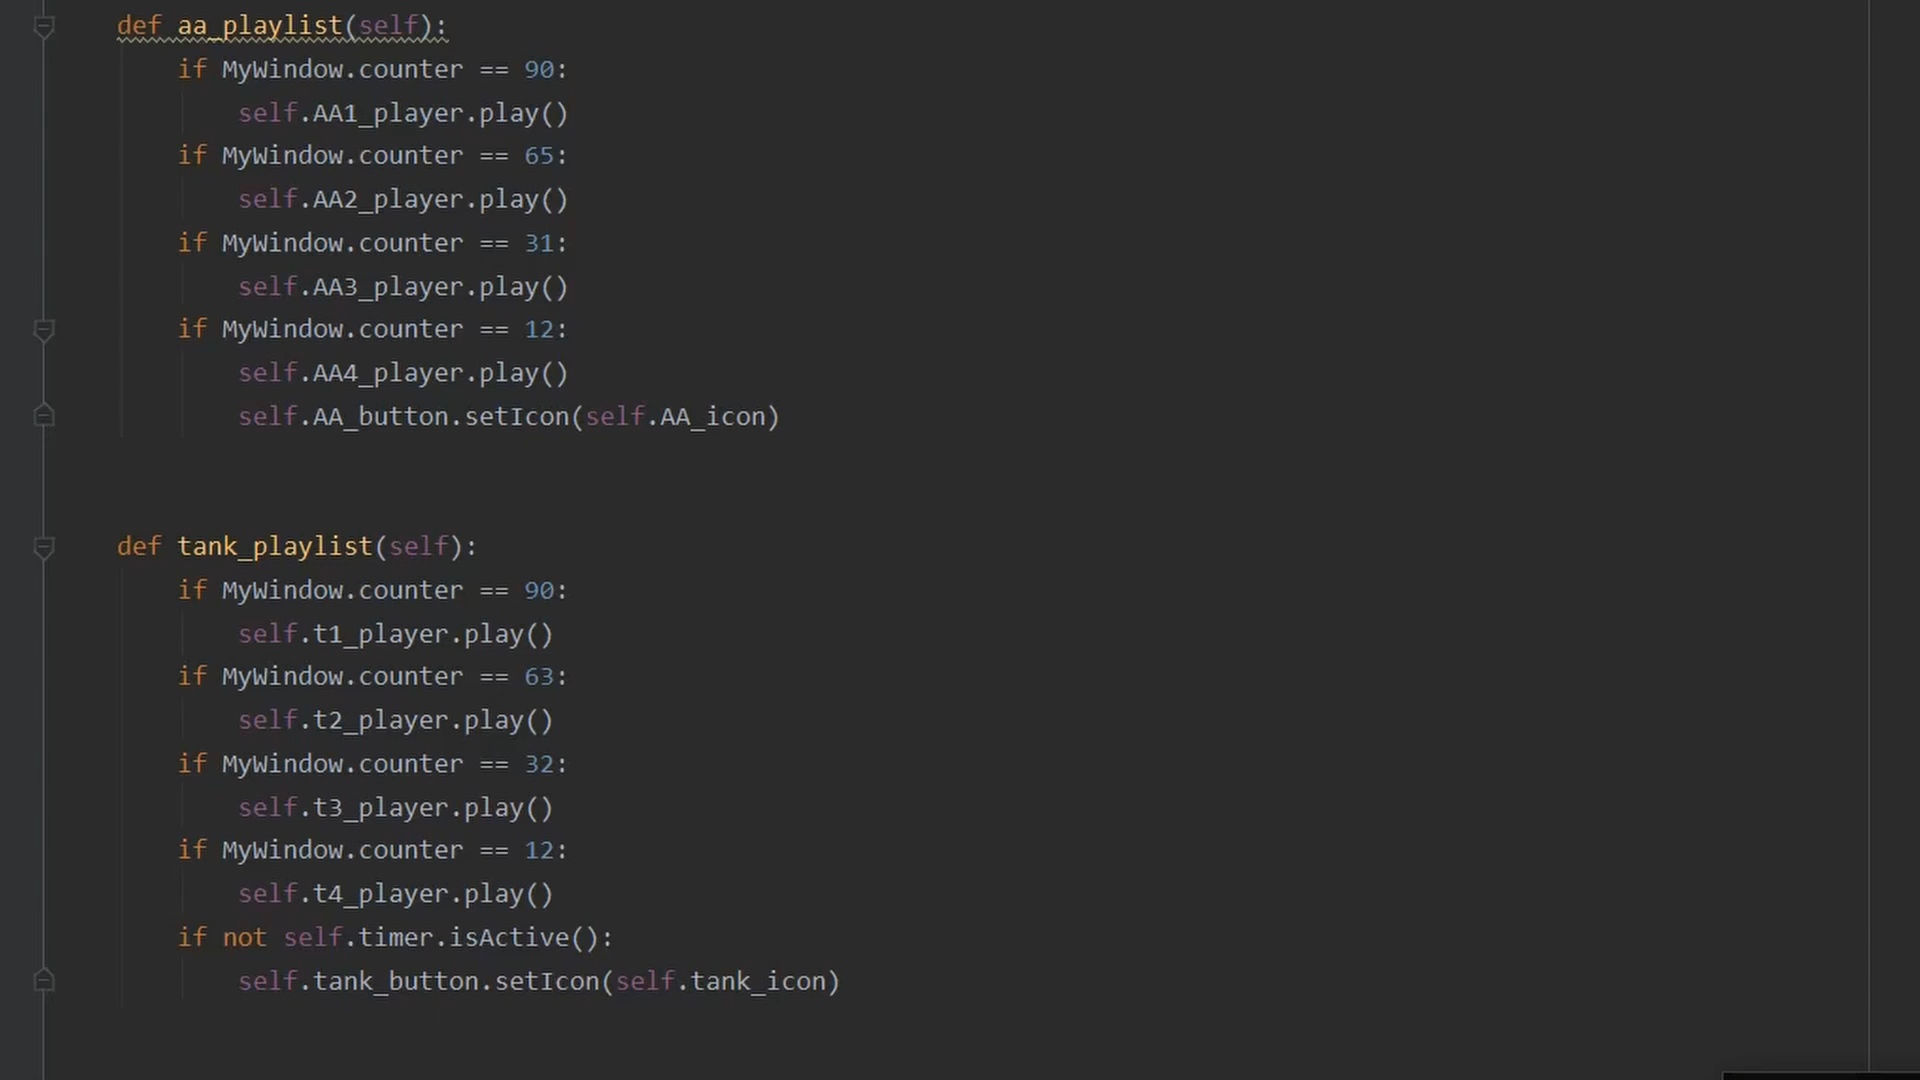 def aa_playlist(self):
if MyWindow.counter == 90:
self.AA1_player.play()
if MyWindow.counter == 65:
self.AA2_player.play()
if MyWindow.counter == 31:
self.AA3_player.play()
if MyWindow.counter == 12:
self.AA4_player.play()
self.AA_button.setIcon(self.AA_icon)
def tank_playlist(self):
if MyWindow.counter == 90:
self.t1_player.play()
if MyWindow.counter == 63:
self.t2_player.play()
if MyWindow.counter == 32:
self.t3_player.play()
if MyWindow.counter == 12:
self.t4_player.play()
if not self.timer.isActive():
self.tank_button.setIcon(self.tank_icon)